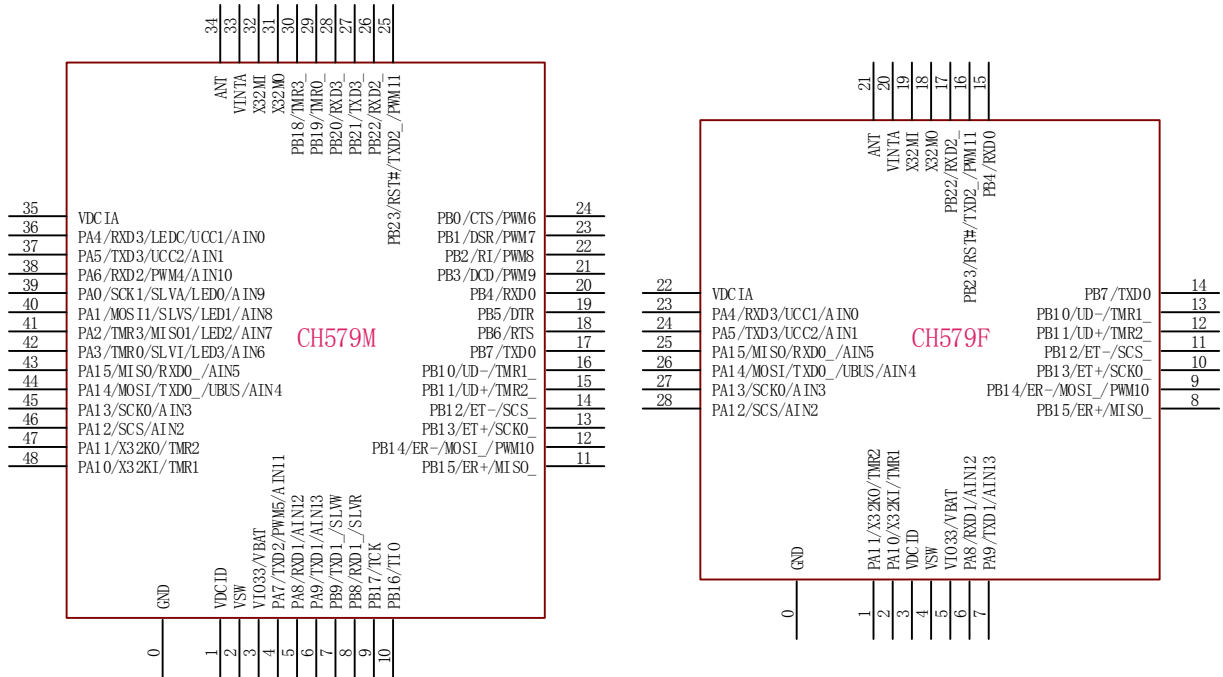 34 33 32 31 30 29 28 27 26 25
ANT
VINTA
X32MI
X32MO
PB18/TMR3_
PB19/TMR0_
PB20/RXD3_
PB21/TXD3_
PB22/RXD2_
PB23/RST#/TXD2_/PWM11
35 VDCIA
36 PA4/RXD3/LEDC/UCC1/AIN0
37 PA5/TXD3/UCC2/AIN1
38 PA6/RXD2/PWM4/AIN10
39 PA0/SCK1/SLVA/LED0/AIN9
40 PA1/MOSI1/SLVS/LED1/AIN8
41 PA2/TMR3/MISO1/LED2/AIN7
42 PA3/TMR0/SLVI/LED3/AIN6
43 PA15/MISO/RXD0_/AIN5
44 PA14/MOSI/TXD0_/UBUS/AIN4
45 PA13/SCK0/AIN3
46 PA12/SCS/AIN2
47 PA11/X32KO/TMR2
48 PA10/X32KI/TMR1
CH579M
PB0/CTS/PWM6 24
PB1/DSR/PWM7 23
PB2/RI/PWM8 22
PB3/DCD/PWM9 21
PB4/RXD0 20
PB5/DTR 19
PB6/RTS 18
PB7/TXD0 17
PB10/UD-/TMR1_ 16
PB11/UD+/TMR2_ 15
PB12/ET-/SCS_ 14
PB13/ET+/SCK0_ 13
PB14/ER-/MOSI_/PWM10 12
PB15/ER+/MISO_ 11
GND
VDCID
VSW
VIO33/VBAT
PA7/TXD2/PWM5/AIN11
PA8/RXD1/AIN12
PA9/TXD1/AIN13
PB9/TXD1_/SLVW
PB8/RXD1_/SLVR
PB17/TCK
PB16/TIO
0 1 2 3 4 5 6 7 8 9 10
21 20 19 18 17 16 15
ANT
VINTA
X32MI
X32MO
PB22/RXD2_
PB23/RST#/TXD2_/PWM11
PB4/RXD0
22 VDCIA
23 PA4/RXD3/UCC1/AIN0
24 PA5/TXD3/UCC2/AIN1
25 PA15/MISO/RXD0_/AIN5
26 PA14/MOSI/TXD0_/UBUS/AIN4
27 PA13/SCK0/AIN3
28 PA12/SCS/AIN2
CH579F
PB7/TXD0 14
PB10/UD-/TMR1_ 13
PB11/UD+/TMR2_ 12
PB12/ET-/SCS_ 11
PB13/ET+/SCK0_ 10
PB14/ER-/MOSI_/PWM10 9
PB15/ER+/MISO_ 8
GND
PA11/X32KO/TMR2
PA10/X32KI/TMR1
VDCID
VSW
VIO33/VBAT
PA8/RXD1/AIN12
PA9/TXD1/AIN13
0 1 2 3 4 5 6 7